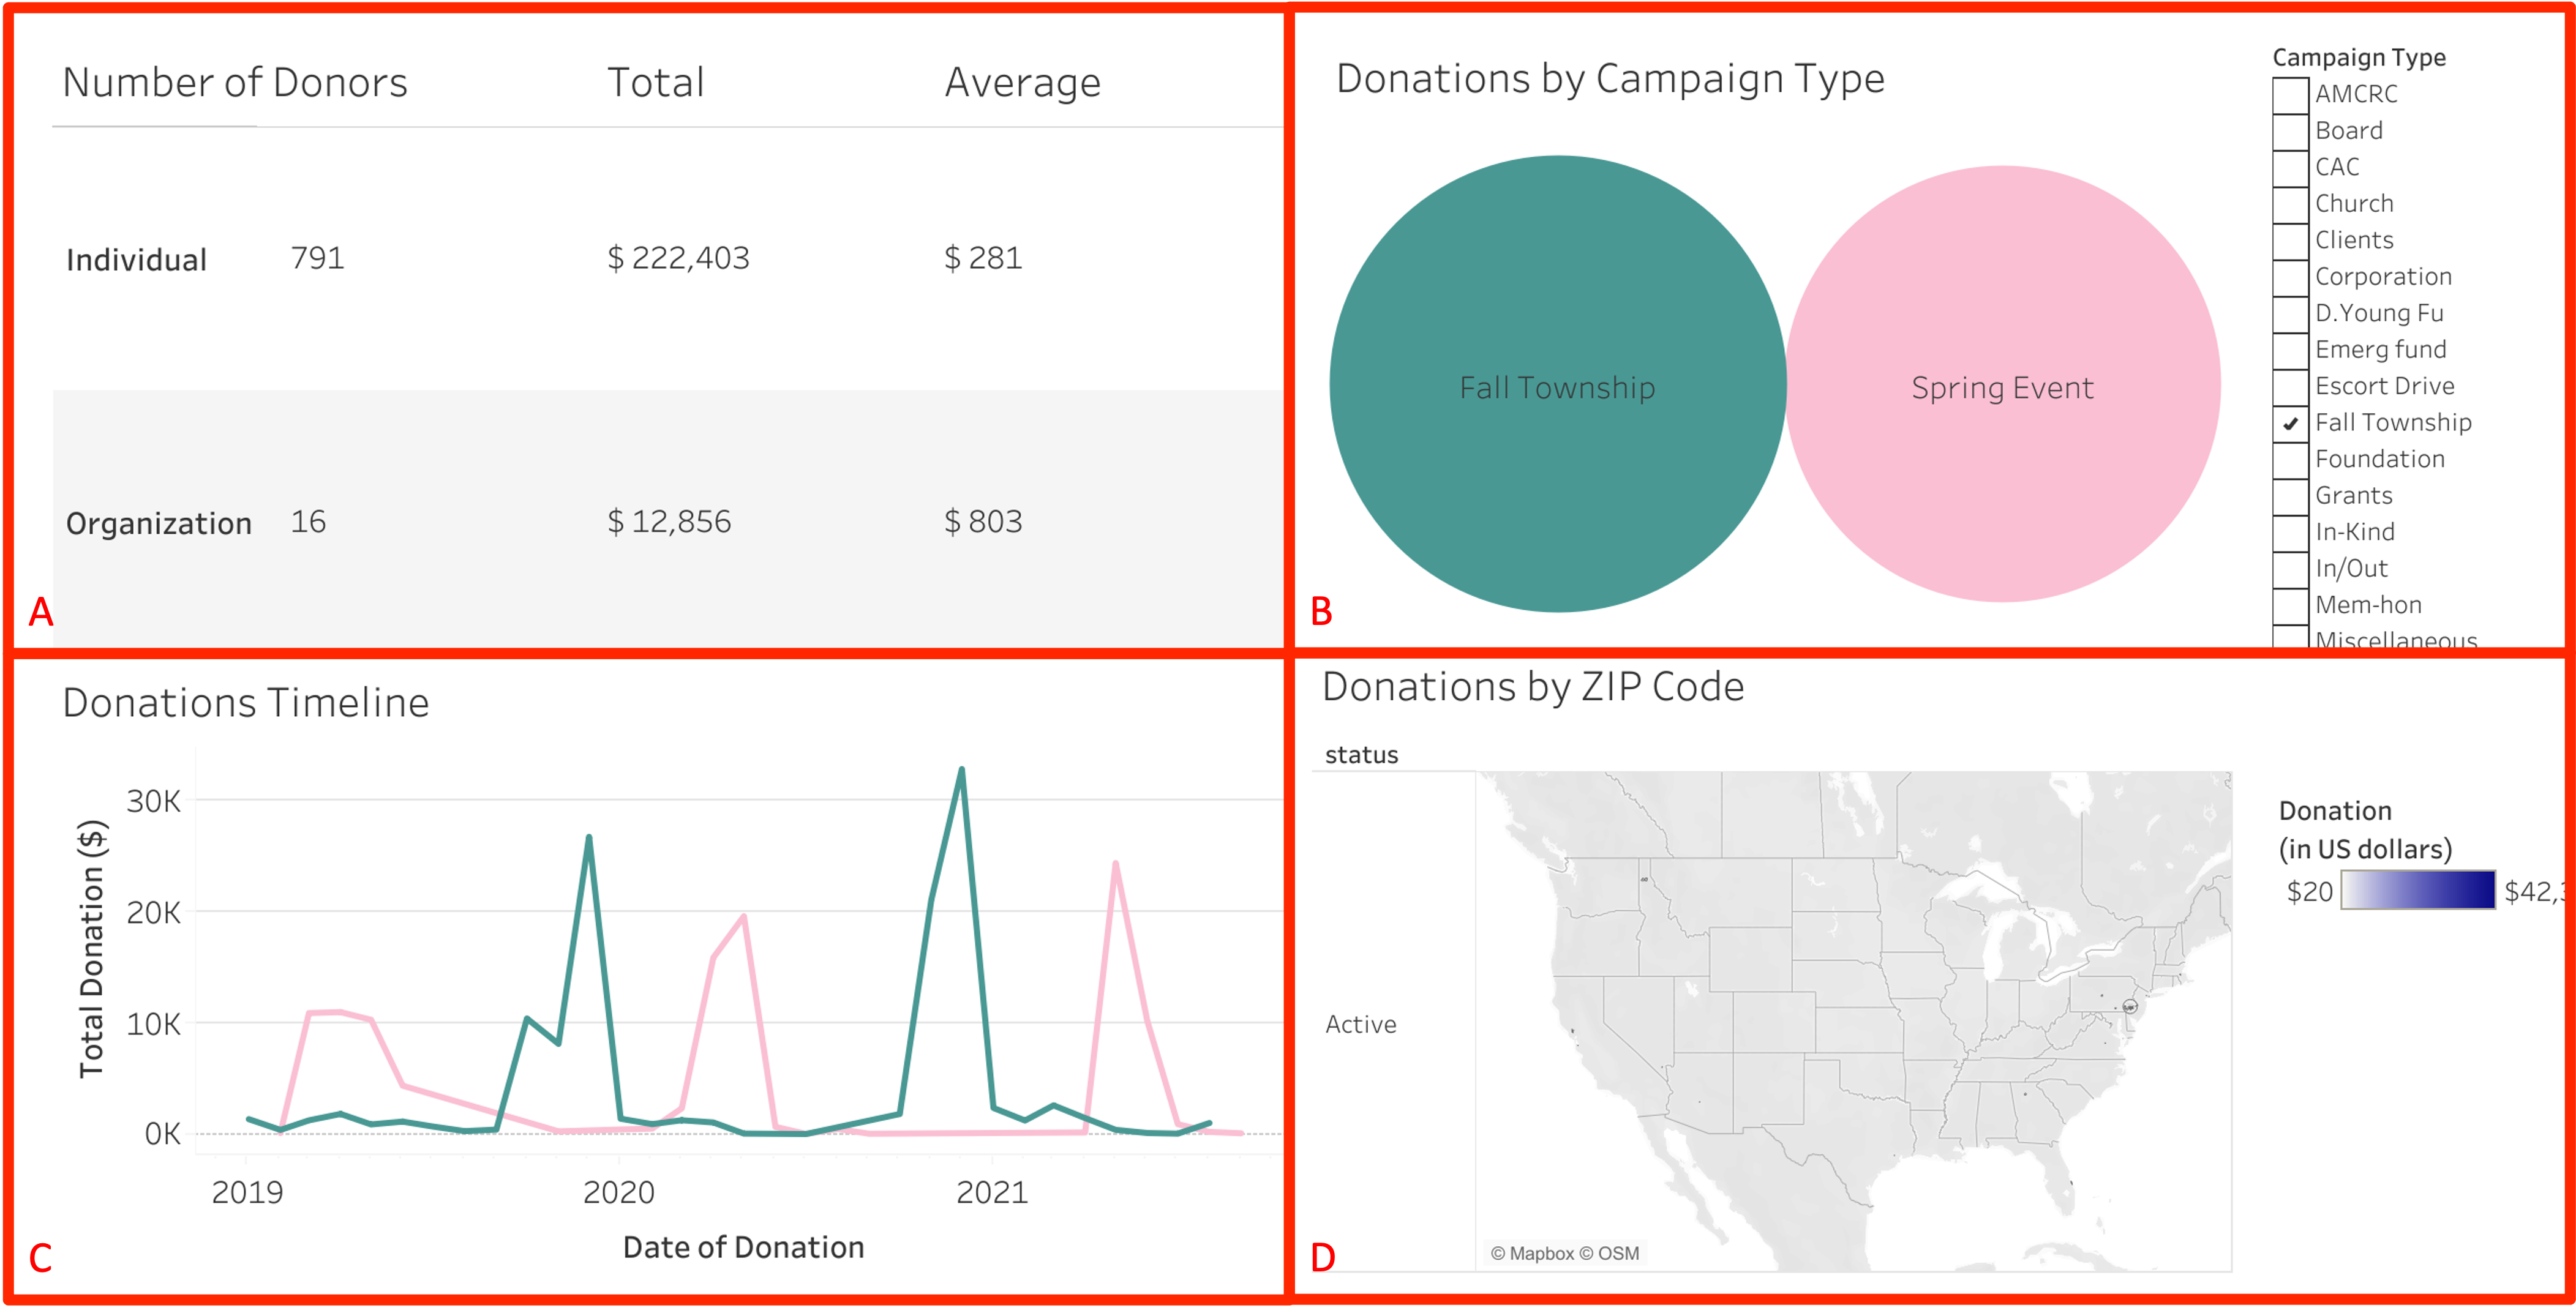 Number of Donors Total Average
Individual 791 $ 222,403 $ 281
Organization 16 $ 12,856 $ 803
A
Donations by Campaign Type
Fall Township
Spring Event
Campaign Type
AMCRC
Board
CAC
Church
Clients
Corporation
D.Young Fu
Emerg fund
Escort Drive
Fall Township
Foundation
Grants
In-Kind
In/Out
Mem-hon
Miscellaneous
B
Donations Timeline
Total Donation ($)
30K
20K
10K
0K
2019 2020 2021
Date of Donation
C
Donations by ZIP Code
status
Active
Donation
(in US dollars)
$20 $42,3
© Mapbox © OSM
D